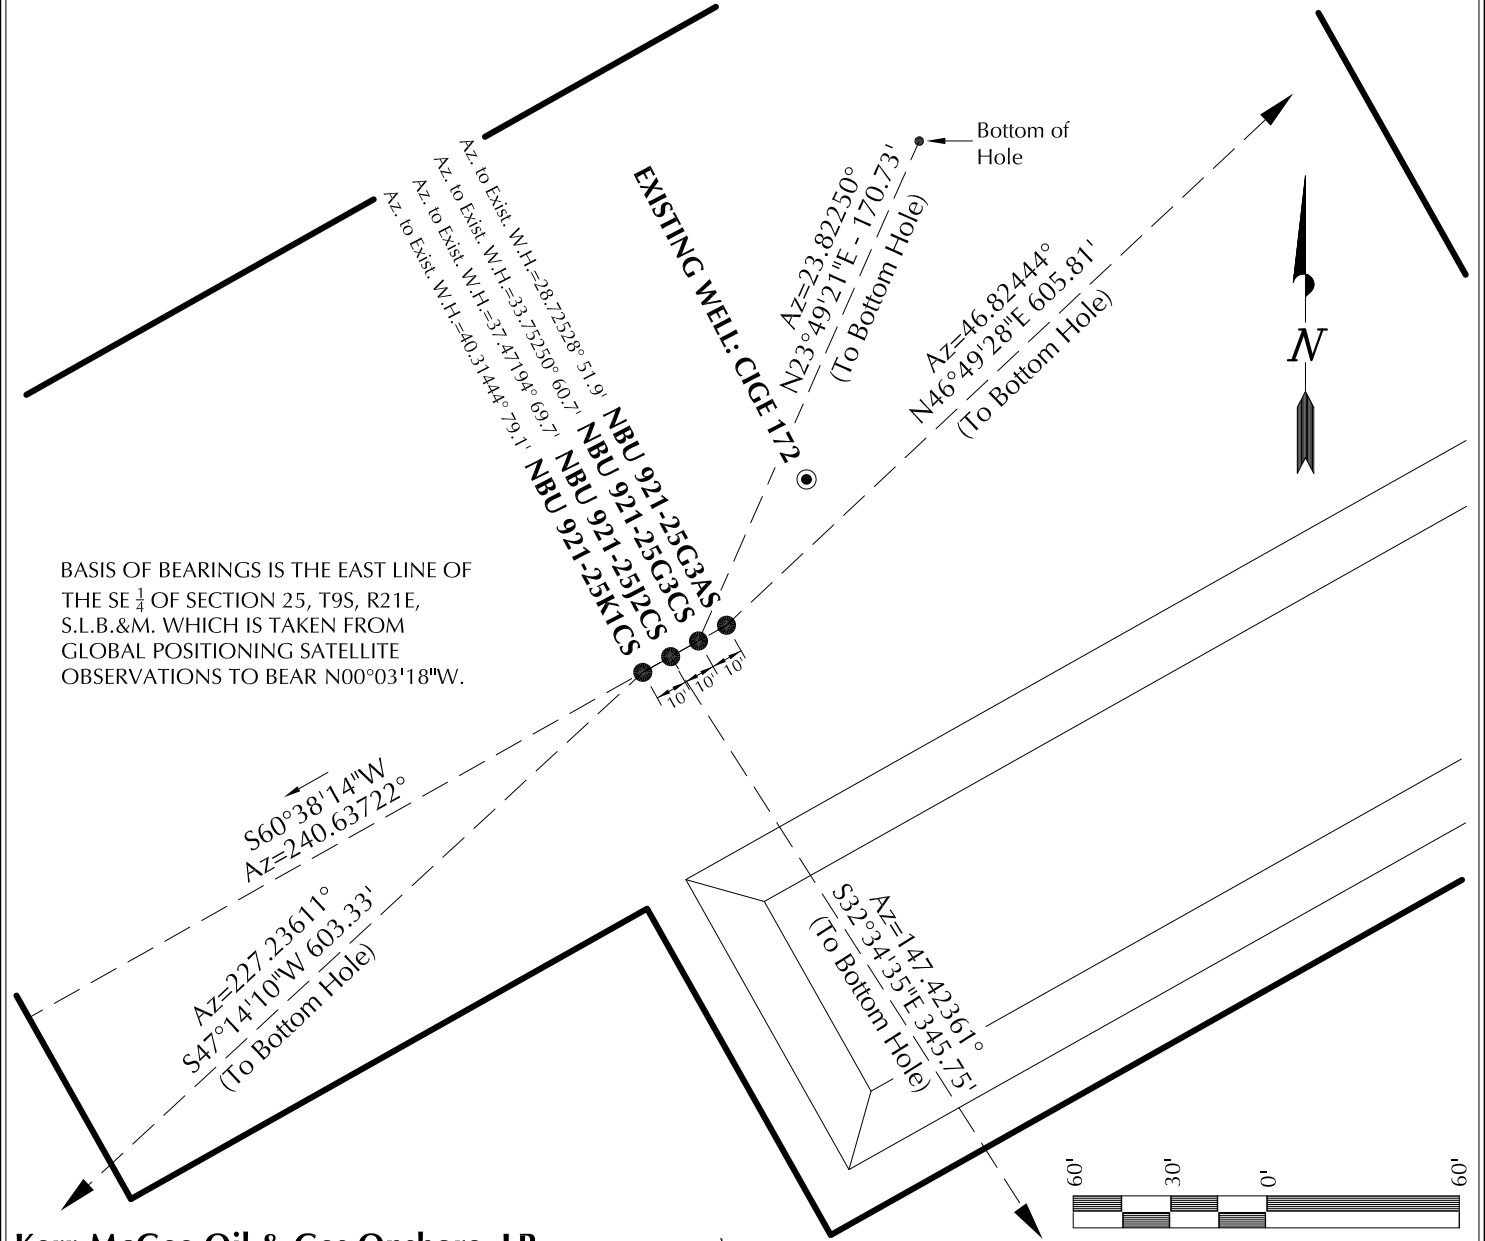 Bottom of
Hole
Az. to Exist. W.H.=28.72528° 51.9'
Az. to Exist. W.H.=33.75250° 60.7'
Az. to Exist. W.H.=37.47194° 69.7'
Az. to Exist. W.H.=40.31444° 79.1'
EXISTING WELL: CIGE 172
Az=23.82250°
N23°49'21"E - 170.73'
(To Bottom Hole)
Az=46.82444°
N46°49'28"E 605.81'
(To Bottom Hole)
N
NBU 921-25G3AS
NBU 921-25G3CS
NBU 921-25J2CS
NBU 921-25K1CS
BASIS OF BEARINGS IS THE EAST LINE OF
THE SE 1/4 OF SECTION 25, T9S, R21E,
S.L.B.&M. WHICH IS TAKEN FROM
GLOBAL POSITIONING SATELLITE
OBSERVATIONS TO BEAR N00°03'18"W.
10'
10'
10'
S60°38'14"W
Az=240.63722°
Az=227.23611°
S47°14'10"W 603.33'
(To Bottom Hole)
Az=147.42361°
S32°34'35"E 345.75'
(To Bottom Hole)
60'
30'
0'
60'
Kerr-McGee Oil & Gas Onshore, LP